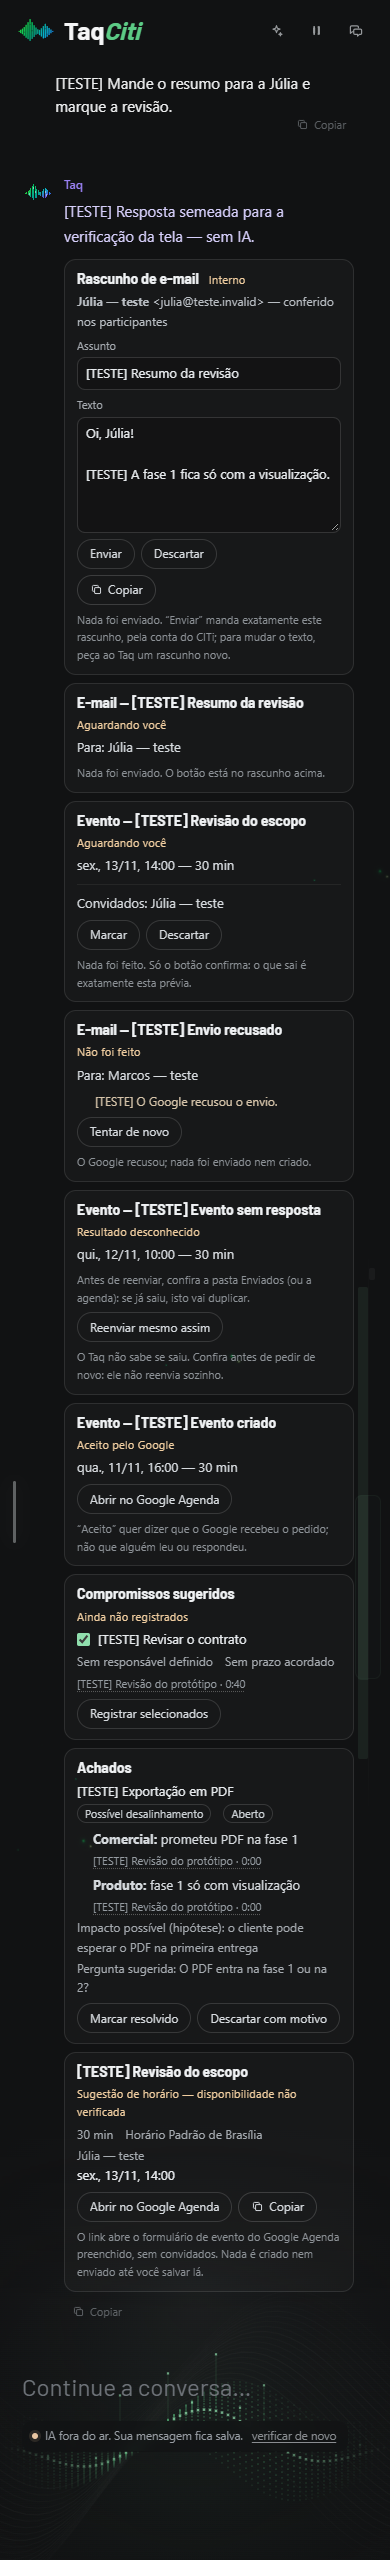 TaqCiti
[TESTE] Mande o resumo para a Júlia e
marque a revisão.
Copiar
Taq
[TESTE] Resposta semeada para a
verificação da tela — sem IA.
Rascunho de e-mail Interno
Júlia — teste <julia@teste.invalid> — conferido
nos participantes
Assunto
[TESTE] Resumo da revisão
Texto
Oi, Júlia!
[TESTE] A fase 1 fica só com a visualização.
Enviar Descartar
Copiar
Nada foi enviado. “Enviar” manda exatamente este
rascunho, pela conta do CITi; para mudar o texto,
peça ao Taq um rascunho novo.
E-mail — [TESTE] Resumo da revisão
Aguardando você
Para: Júlia — teste
Nada foi enviado. O botão está no rascunho acima.
Evento — [TESTE] Revisão do escopo
Aguardando você
sex., 13/11, 14:00 — 30 min
Convidados: Júlia — teste
Marcar Descartar
Nada foi feito. Só o botão confirma: o que sai é
exatamente esta prévia.
E-mail — [TESTE] Envio recusado
Não foi feito
Para: Marcos — teste
[TESTE] O Google recusou o envio.
Tentar de novo
O Google recusou; nada foi enviado nem criado.
Evento — [TESTE] Evento sem resposta
Resultado desconhecido
qui., 12/11, 10:00 — 30 min
Antes de reenviar, confira a pasta Enviados (ou a
agenda): se já saiu, isto vai duplicar.
Reenviar mesmo assim
O Taq não sabe se saiu. Confira antes de pedir de
novo: ele não reenvia sozinho.
Evento — [TESTE] Evento criado
Aceito pelo Google
qua., 11/11, 16:00 — 30 min
Abrir no Google Agenda
“Aceito” quer dizer que o Google recebeu o pedido;
não que alguém leu ou respondeu.
Compromissos sugeridos
Ainda não registrados
[TESTE] Revisar o contrato
Sem responsável definido Sem prazo acordado
[TESTE] Revisão do protótipo · 0:40
Registrar selecionados
Achados
[TESTE] Exportação em PDF
Possível desalinhamento Aberto
Comercial: prometeu PDF na fase 1
[TESTE] Revisão do protótipo · 0:00
Produto: fase 1 só com visualização
[TESTE] Revisão do protótipo · 0:00
Impacto possível (hipótese): o cliente pode
esperar o PDF na primeira entrega
Pergunta sugerida: O PDF entra na fase 1 ou na
2?
Marcar resolvido Descartar com motivo
[TESTE] Revisão do escopo
Sugestão de horário — disponibilidade não
verificada
30 min Horário Padrão de Brasília
Júlia — teste
sex., 13/11, 14:00
Abrir no Google Agenda Copiar
O link abre o formulário de evento do Google Agenda
preenchido, sem convidados. Nada é criado nem
enviado até você salvar lá.
Copiar
Continue a conversa...
IA fora do ar. Sua mensagem fica salva. verificar de novo